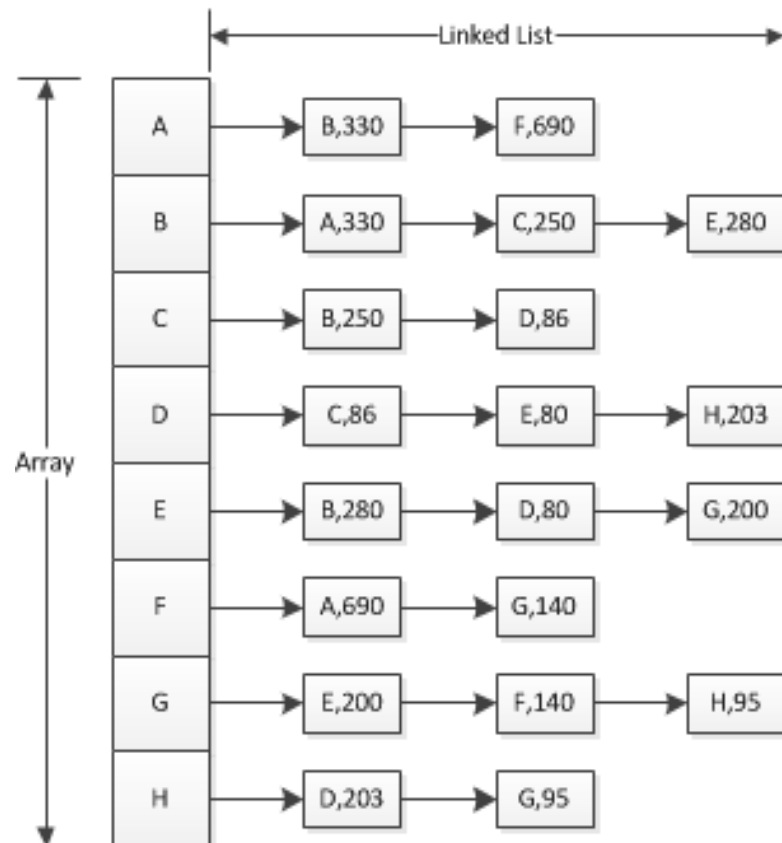 Linked List
A B,330 F,690
B A,330 C,250 E,280
C B,250 D,86
D C,86 E,80 H,203
Array
E B,280 D,80 G,200
F A,690 G,140
G E,200 F,140 H,95
H D,203 G,95